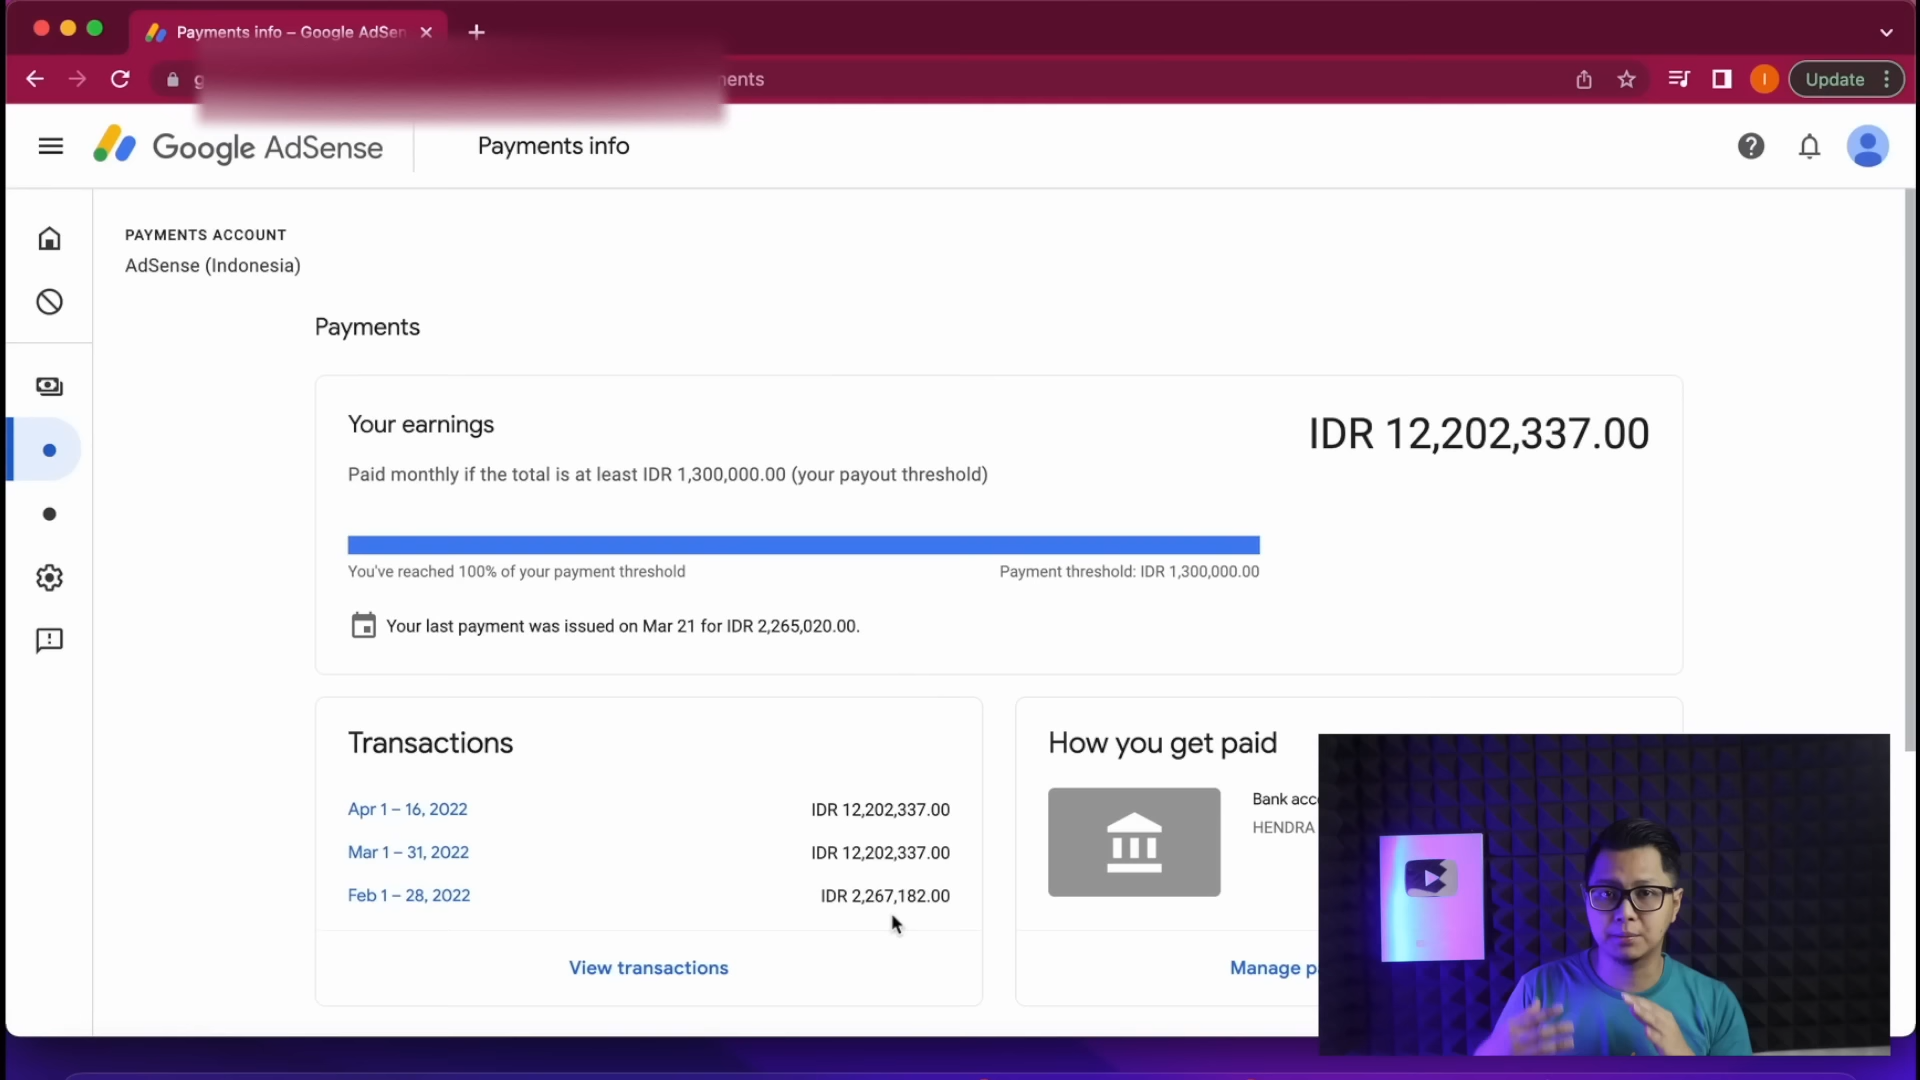 Payments info – Google AdSen
g
nents
Update
Google AdSense
Payments info
PAYMENTS ACCOUNT
AdSense (Indonesia)
Payments
Your earnings
IDR 12,202,337.00
Paid monthly if the total is at least IDR 1,300,000.00 (your payout threshold)
You've reached 100% of your payment threshold
Payment threshold: IDR 1,300,000.00
Your last payment was issued on Mar 21 for IDR 2,265,020.00.
Transactions
Apr 1 – 16, 2022 IDR 12,202,337.00
Mar 1 – 31, 2022 IDR 12,202,337.00
Feb 1 – 28, 2022 IDR 2,267,182.00
View transactions
How you get paid
Bank acc
HENDRA
Manage p